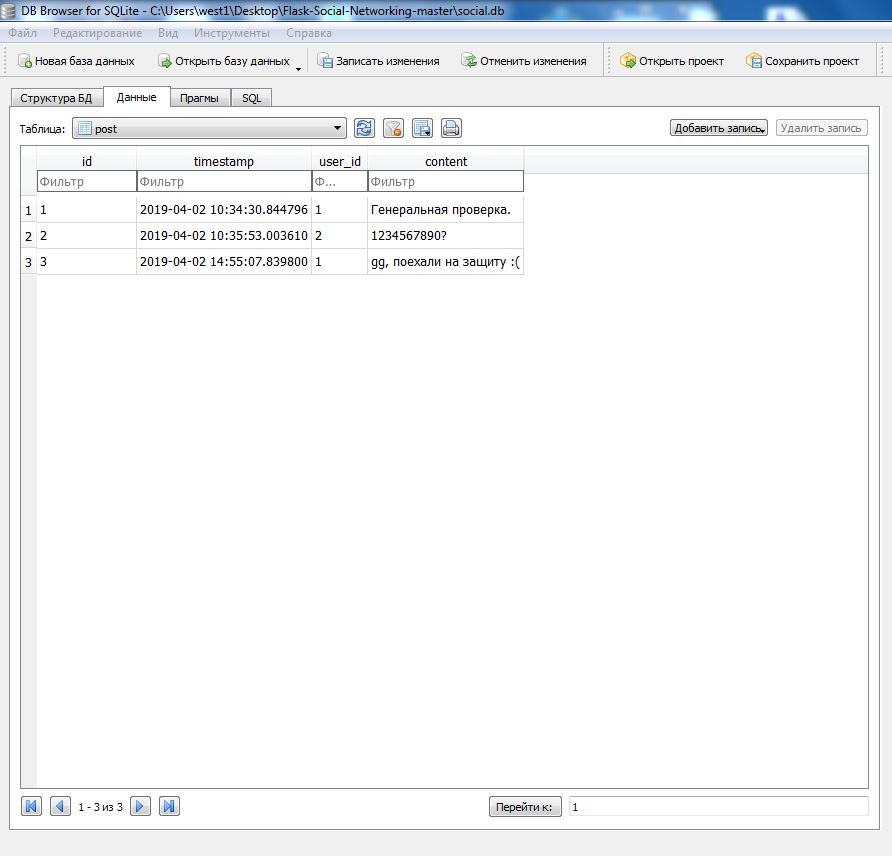 DB Browser for SQLite - C:\Users\west1\Desktop\Flask-Social-Networking-master\social.db
Файл Редактирование Вид Инструменты Справка
Новая база данных Открыть базу данных Записать изменения Отменить изменения Открыть проект Сохранить проект
Структура БД Данные Прагмы SQL
Таблица: post Добавить запись Удалить запись
id timestamp user_id content
Фильтр Фильтр Ф... Фильтр
1 1 2019-04-02 10:34:30.844796 1 Генеральная проверка.
2 2 2019-04-02 10:35:53.003610 2 1234567890?
3 3 2019-04-02 14:55:07.839800 1 gg, поехали на защиту :(
1 - 3 из 3 Перейти к: 1